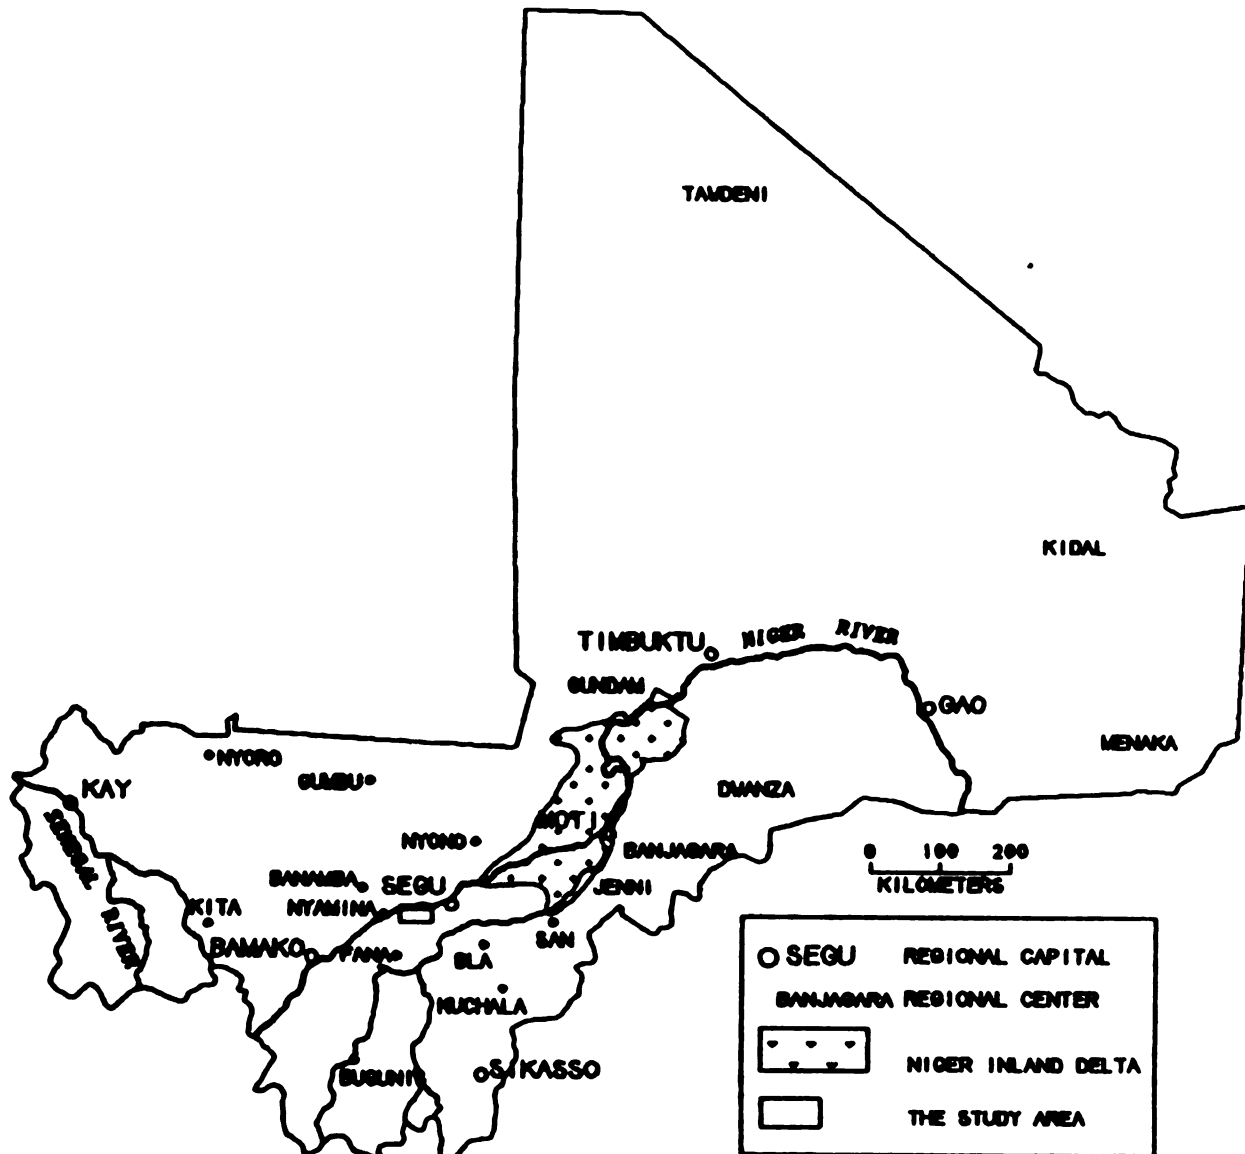 TAWDENI
KIDAL
TIMBUKTU
NIGER RIVER
GUNDAM
GAO
MENAKA
NYORO
GUMBU
KAY
DWANZA
SENEGAL RIVER
MOTI
NYONO
BANJAGARA
0 100 200
KILOMETERS
BANAMBA
SEGU
JENNI
NYAMINA
KITA
SAN
BAMAKO
FANA
BLA
KUCHALA
BUGUNI
SIKASSO
SEGU REGIONAL CAPITAL
BANJAGARA REGIONAL CENTER
NIGER INLAND DELTA
THE STUDY AREA